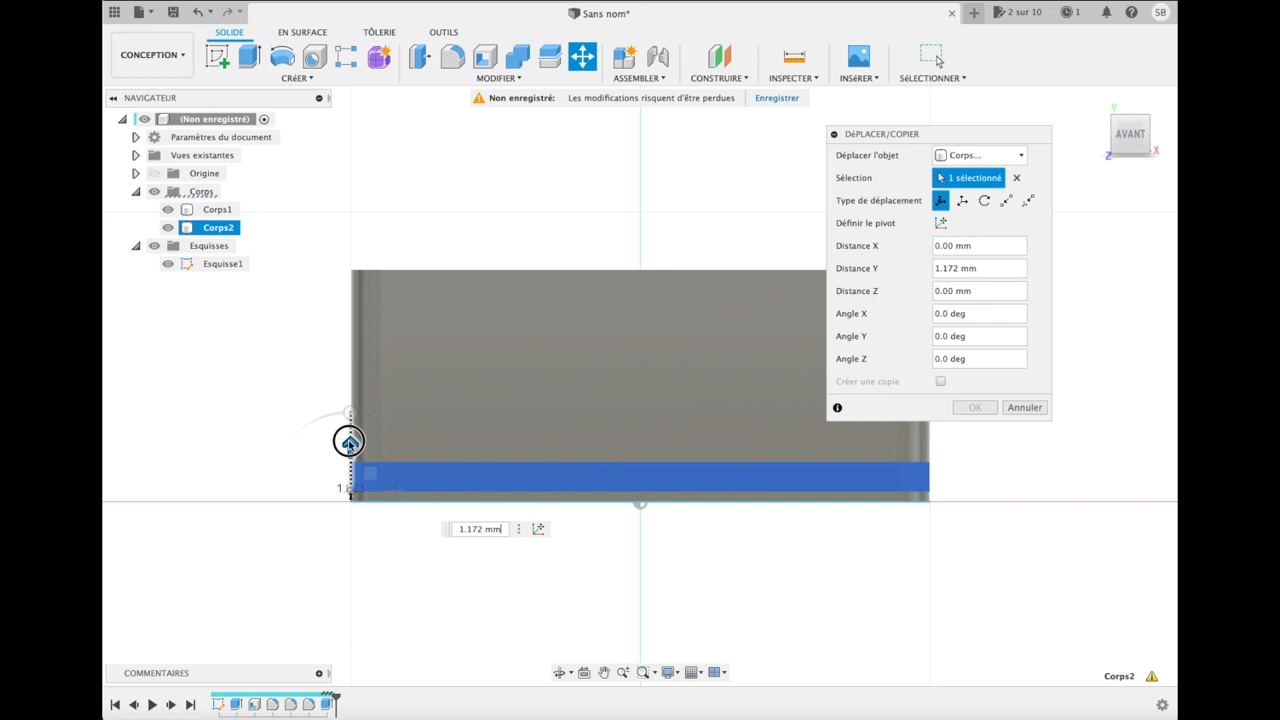 Sans nom*
2 sur 10
1
SB
SOLIDE
EN SURFACE
TÔLERIE
OUTILS
CONCEPTION
CRÉER
MODIFIER
ASSEMBLER
CONSTRUIRE
INSPECTER
INSÉRER
SÉLECTIONNER
NAVIGATEUR
Non enregistré: Les modifications risquent d'être perdues Enregistrer
(Non enregistré)
Paramètres du document
Vues existantes
Origine
Corps
Corps1
Corps2
Esquisses
Esquisse1
Y
AVANT
X
Z
DÉPLACER/COPIER
Déplacer l'objet Corps...
Sélection 1 sélectionné
Type de déplacement
Définir le pivot
Distance X 0.00 mm
Distance Y 1.172 mm
Distance Z 0.00 mm
Angle X 0.0 deg
Angle Y 0.0 deg
Angle Z 0.0 deg
Créer une copie
OK Annuler
1.172 mm
COMMENTAIRES
Corps2